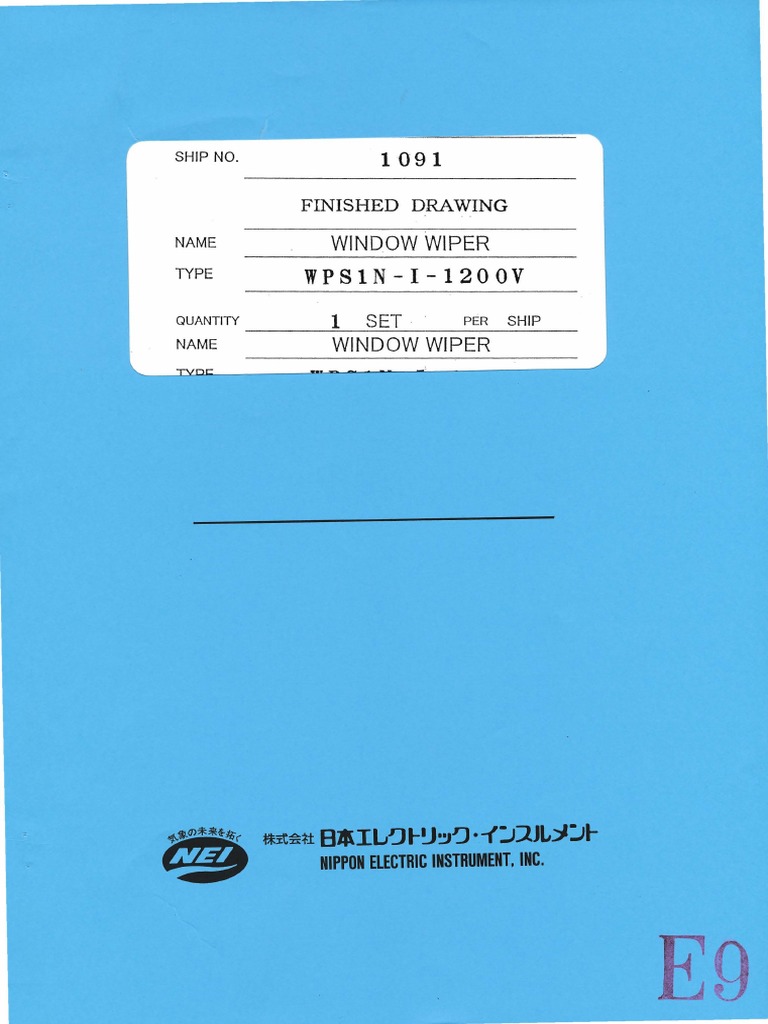 SHIP NO. 1091
FINISHED DRAWING
NAME WINDOW WIPER
TYPE WPS1N-I-1200V
QUANTITY 1 SET PER SHIP
NAME WINDOW WIPER
TYPE
気象の未来を拓く
NEI
株式会社 日本エレクトリック・インスルメント
NIPPON ELECTRIC INSTRUMENT, INC.
E9